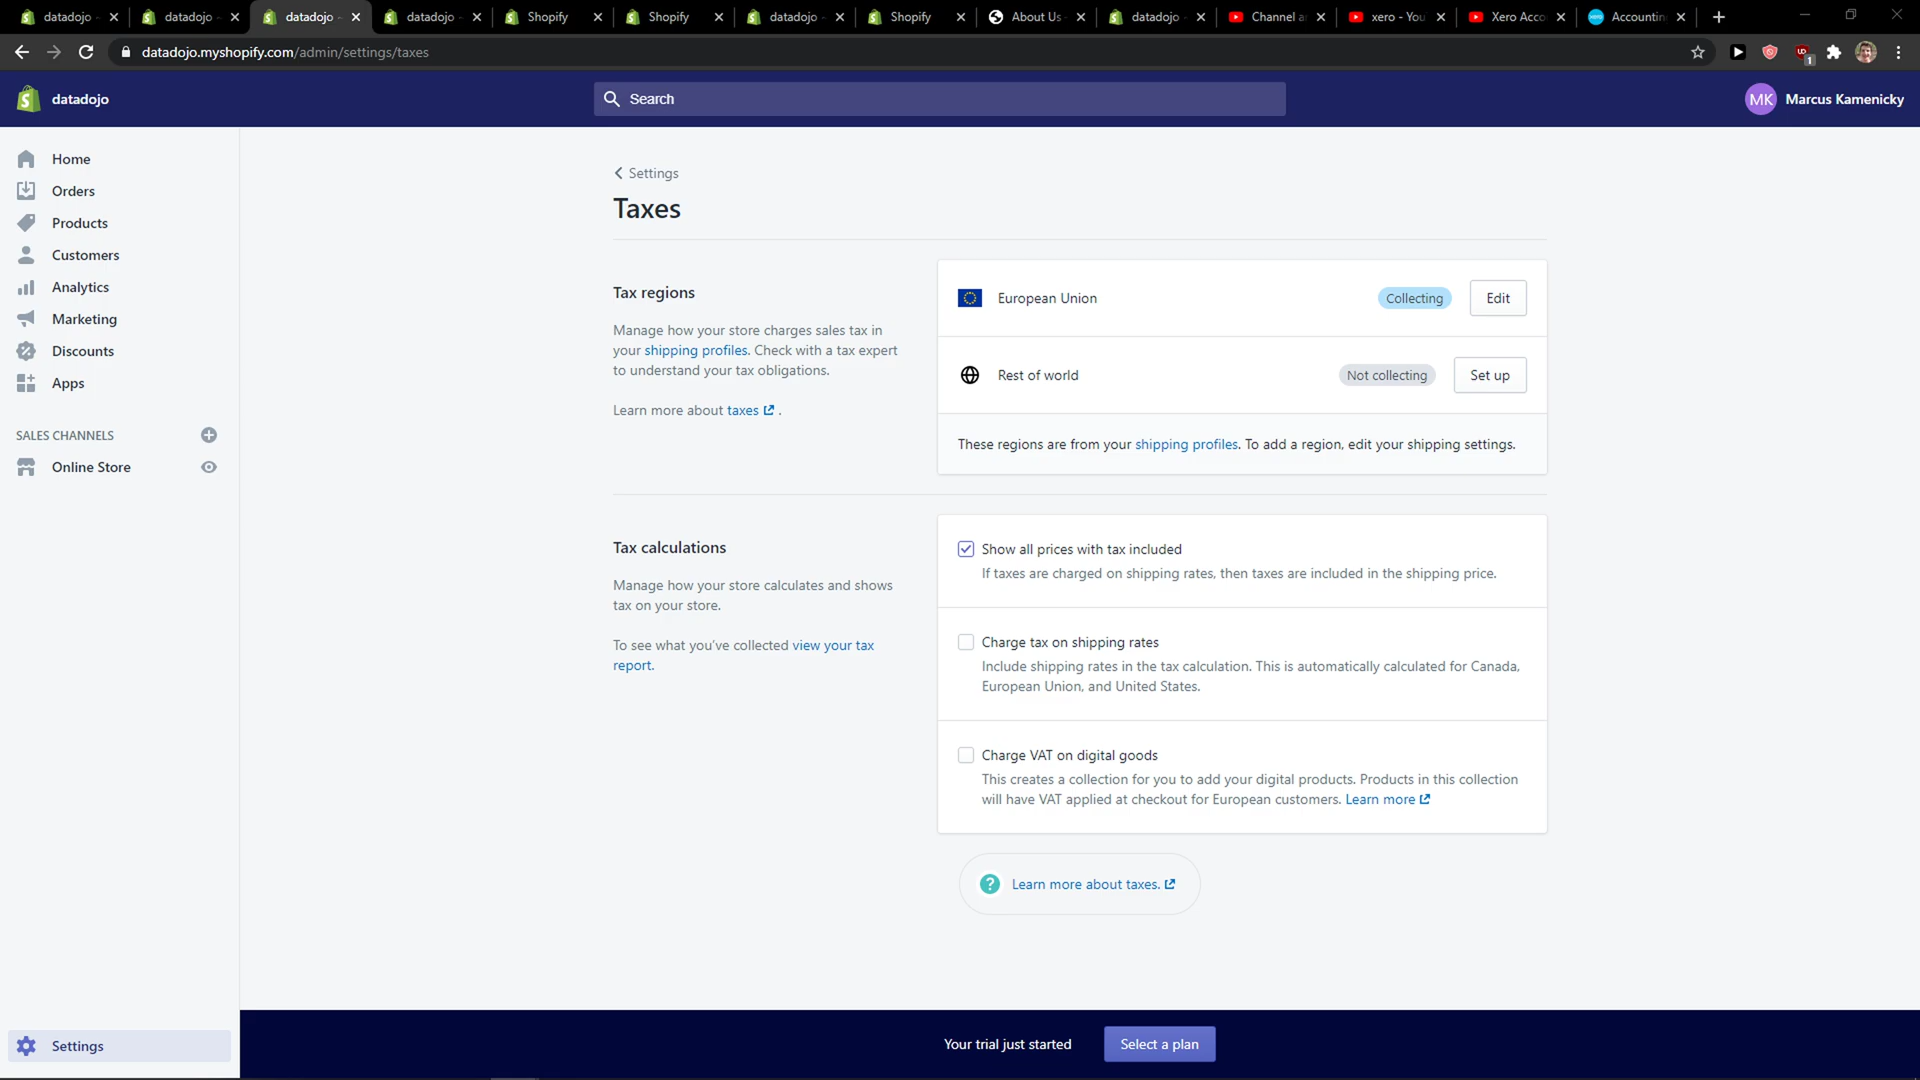 datadojo
datadojo
datadojo
datadojo
Shopify
Shopify
datadojo
Shopify
About Us
datadojo
Channel a
xero - You
Xero Acco
Accountin
datadojo.myshopify.com/admin/settings/taxes
1
datadojo
Search
MK
Marcus Kamenicky
Home
Orders
Products
Customers
Analytics
Marketing
Discounts
Apps
SALES CHANNELS
Online Store
Settings
Settings
Taxes
Tax regions
Manage how your store charges sales tax in
your shipping profiles. Check with a tax expert
to understand your tax obligations.
Learn more about taxes .
European Union
Collecting
Edit
Rest of world
Not collecting
Set up
These regions are from your shipping profiles. To add a region, edit your shipping settings.
Tax calculations
Manage how your store calculates and shows
tax on your store.
To see what you've collected view your tax
report.
Show all prices with tax included
If taxes are charged on shipping rates, then taxes are included in the shipping price.
Charge tax on shipping rates
Include shipping rates in the tax calculation. This is automatically calculated for Canada,
European Union, and United States.
Charge VAT on digital goods
This creates a collection for you to add your digital products. Products in this collection
will have VAT applied at checkout for European customers. Learn more
? Learn more about taxes.
Your trial just started
Select a plan